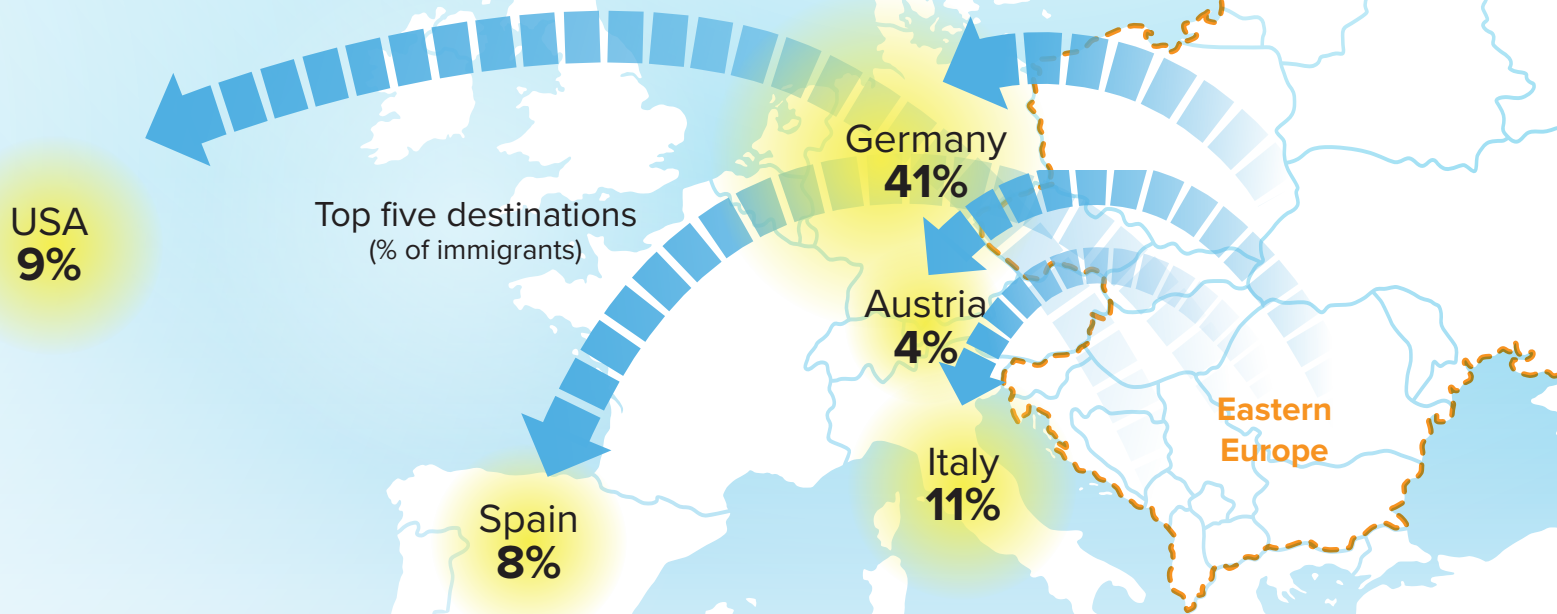 Germany
41%
USA
9%
Top five destinations
(% of immigrants)
Austria
4%
Eastern
Europe
Italy
11%
Spain
8%